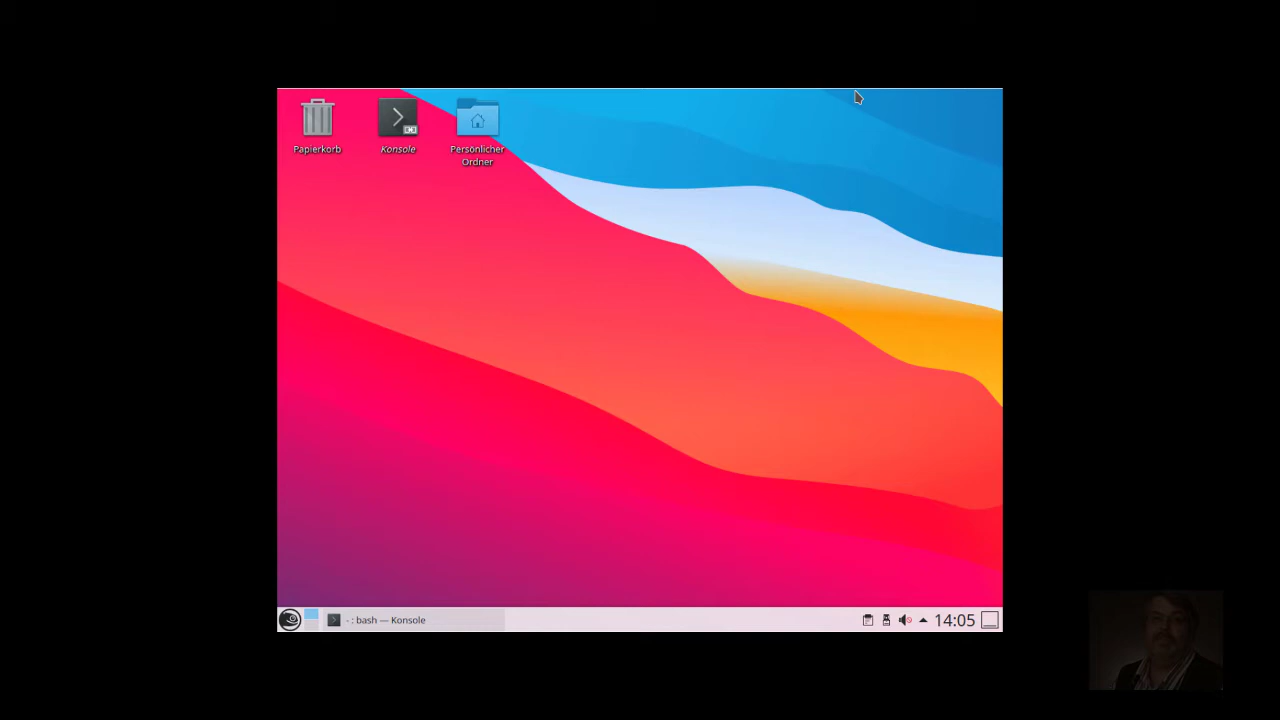 Papierkorb
Konsole
Persönlicher
Ordner
- : bash — Konsole
14:05